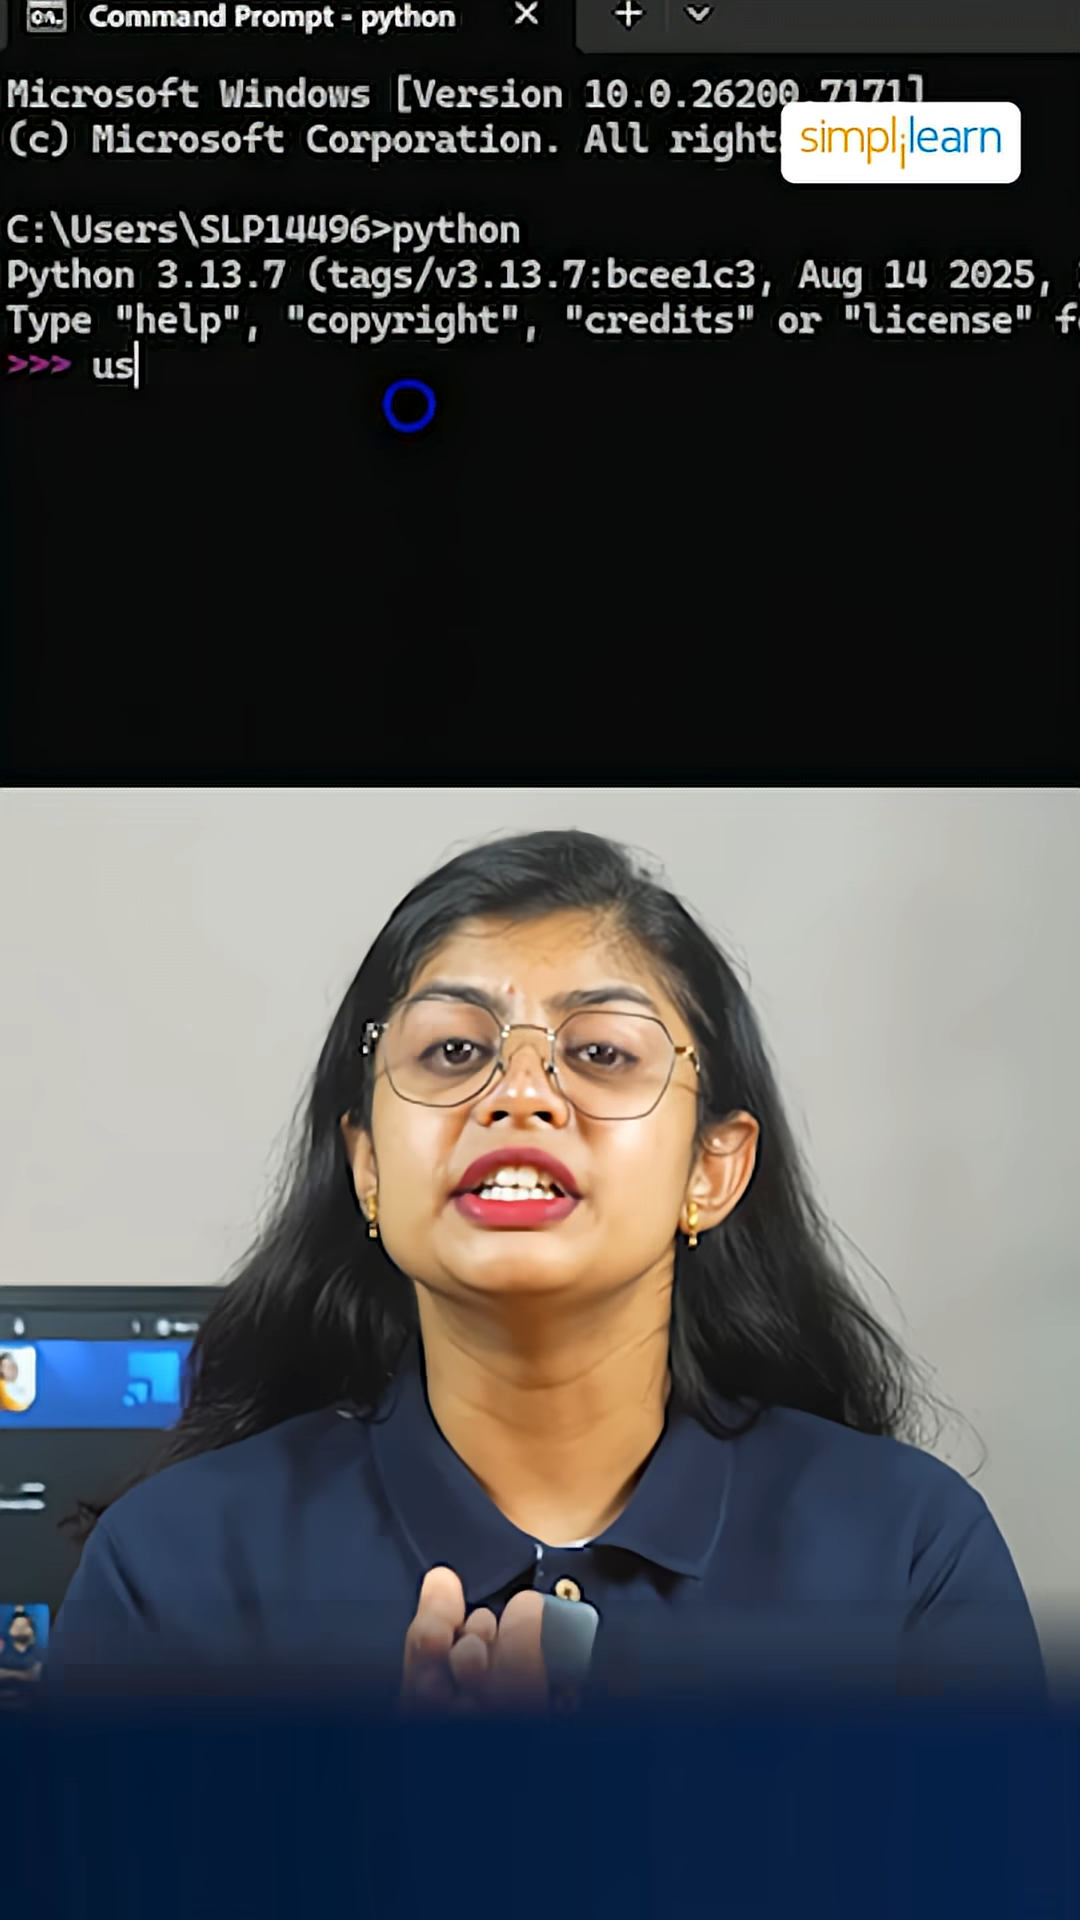 Command Prompt - python
Microsoft Windows [Version 10.0.26200.7171]
(c) Microsoft Corporation. All right
simplilearn
C:\Users\SLP14496>python
Python 3.13.7 (tags/v3.13.7:bcee1c3, Aug 14 2025,
Type "help", "copyright", "credits" or "license" f
>>> us